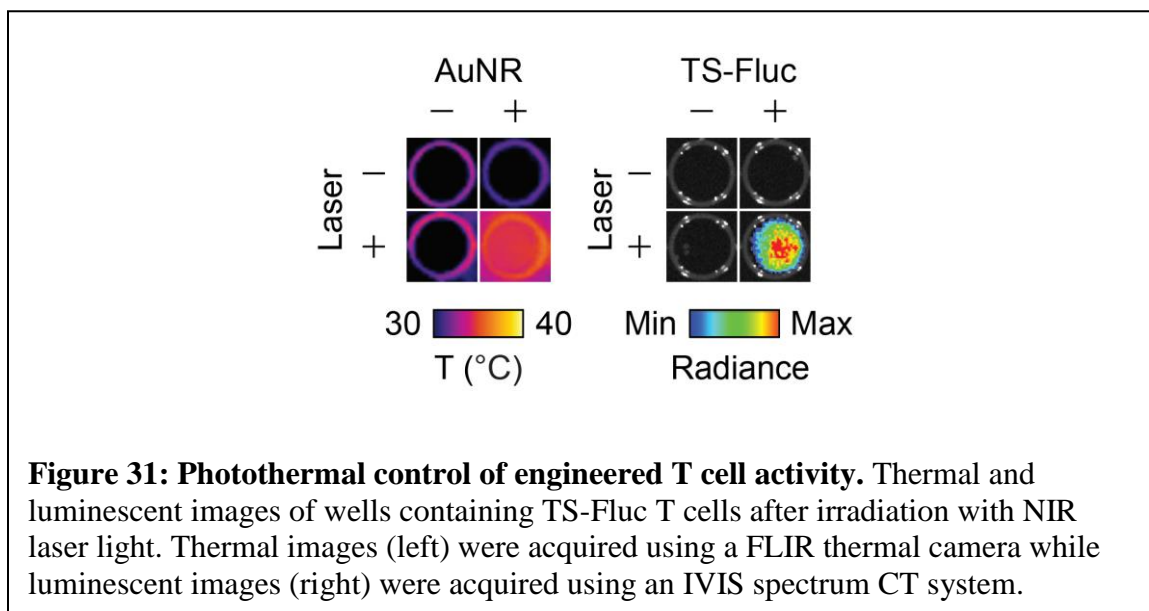 AuNR
TS-Fluc
− +
− +
Laser
−
+
Laser
−
+
30 40
T (°C)
Min Max
Radiance
Figure 31: Photothermal control of engineered T cell activity. Thermal and
luminescent images of wells containing TS-Fluc T cells after irradiation with NIR
laser light. Thermal images (left) were acquired using a FLIR thermal camera while
luminescent images (right) were acquired using an IVIS spectrum CT system.